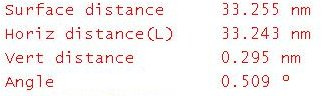 Surface distance 33.255 nm
Horiz distance(L) 33.243 nm
Vert distance 0.295 nm
Angle 0.509 º